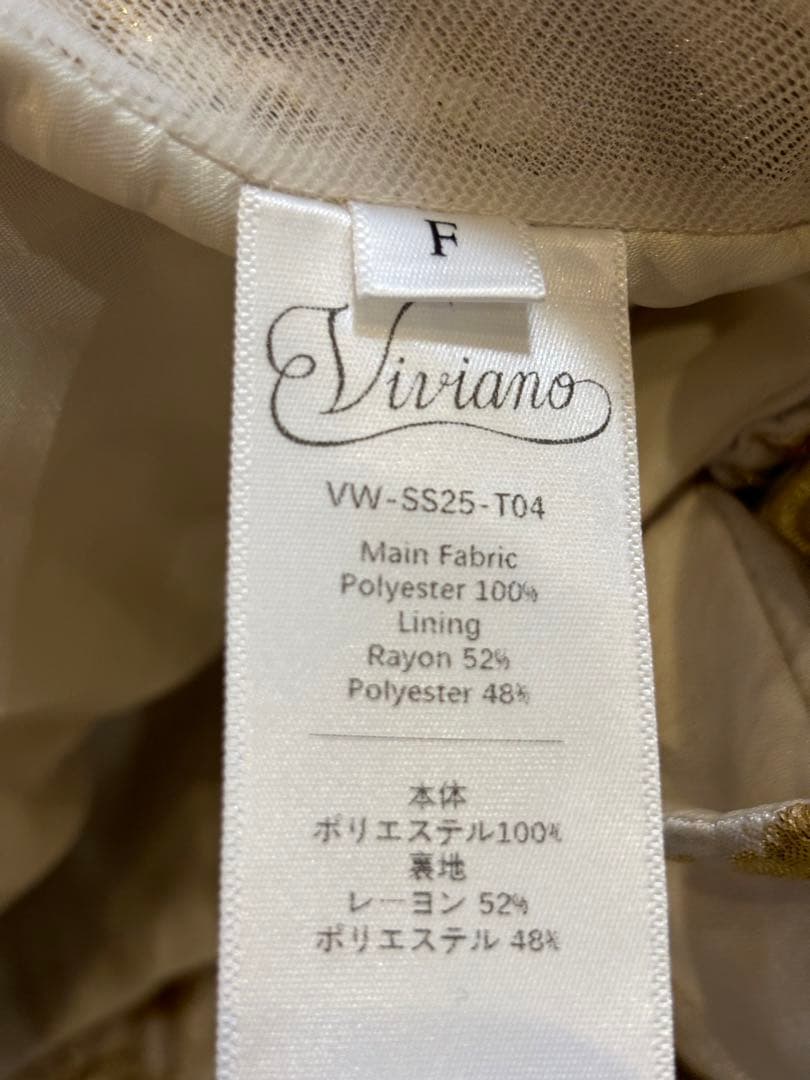 F
Viviano
VW-SS25-T04
Main Fabric
Polyester 100%
Lining
Rayon 52%
Polyester 48%
本体
ポリエステル100%
裏地
レーヨン 52%
ポリエステル 48%